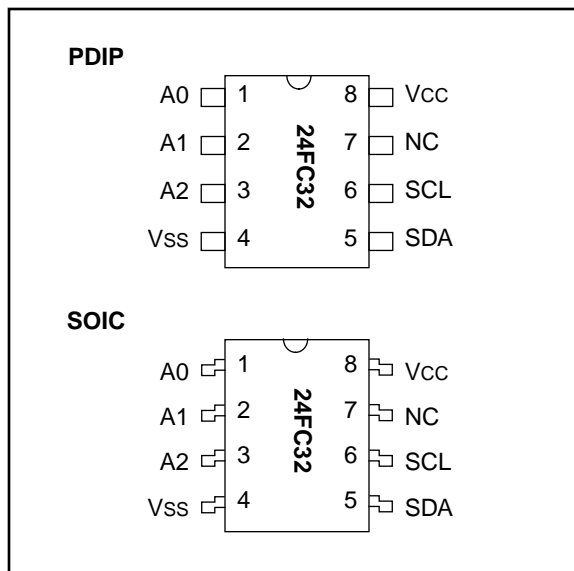 PDIP
A0 1 8 VCC
A1 2 7 NC
A2 3 6 SCL
VSS 4 5 SDA
24FC32
SOIC
A0 1 8 VCC
A1 2 7 NC
A2 3 6 SCL
VSS 4 5 SDA
24FC32